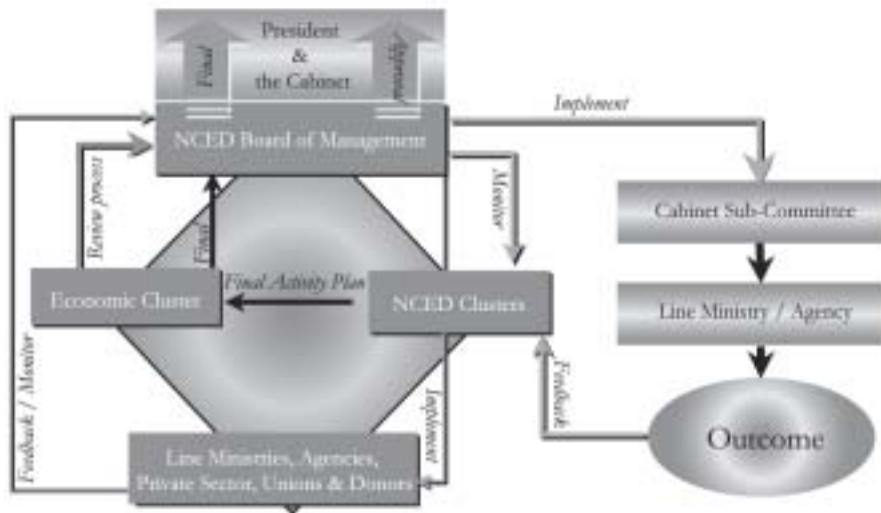 President
&
the Cabinet
Final
Approval
NCED Board of Management
Implement
Review process
Final
Monitor
Cabinet Sub-Committee
Economic Cluster
Final Activity Plan
NCED Clusters
Line Ministry / Agency
Feedback / Monitor
Implement
Feedback
Outcome
Line Ministries, Agencies,
Private Sector, Unions & Donors